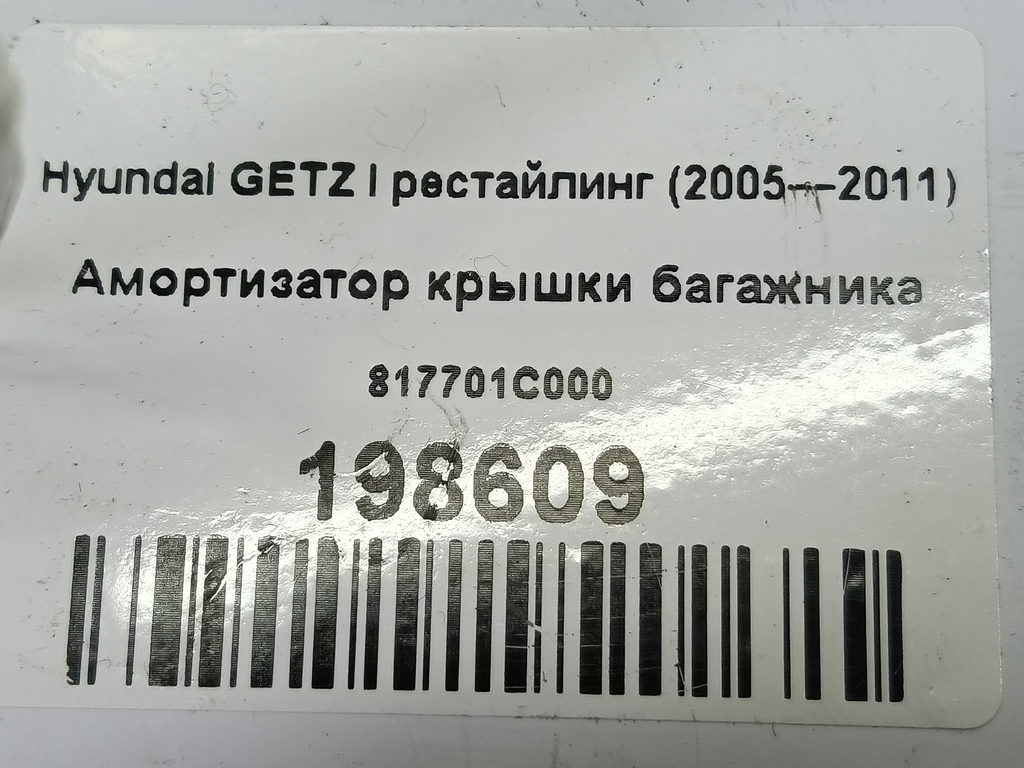 Hyundai GETZ I рестайлинг (2005—2011)
Амортизатор крышки багажника
817701C000
198609